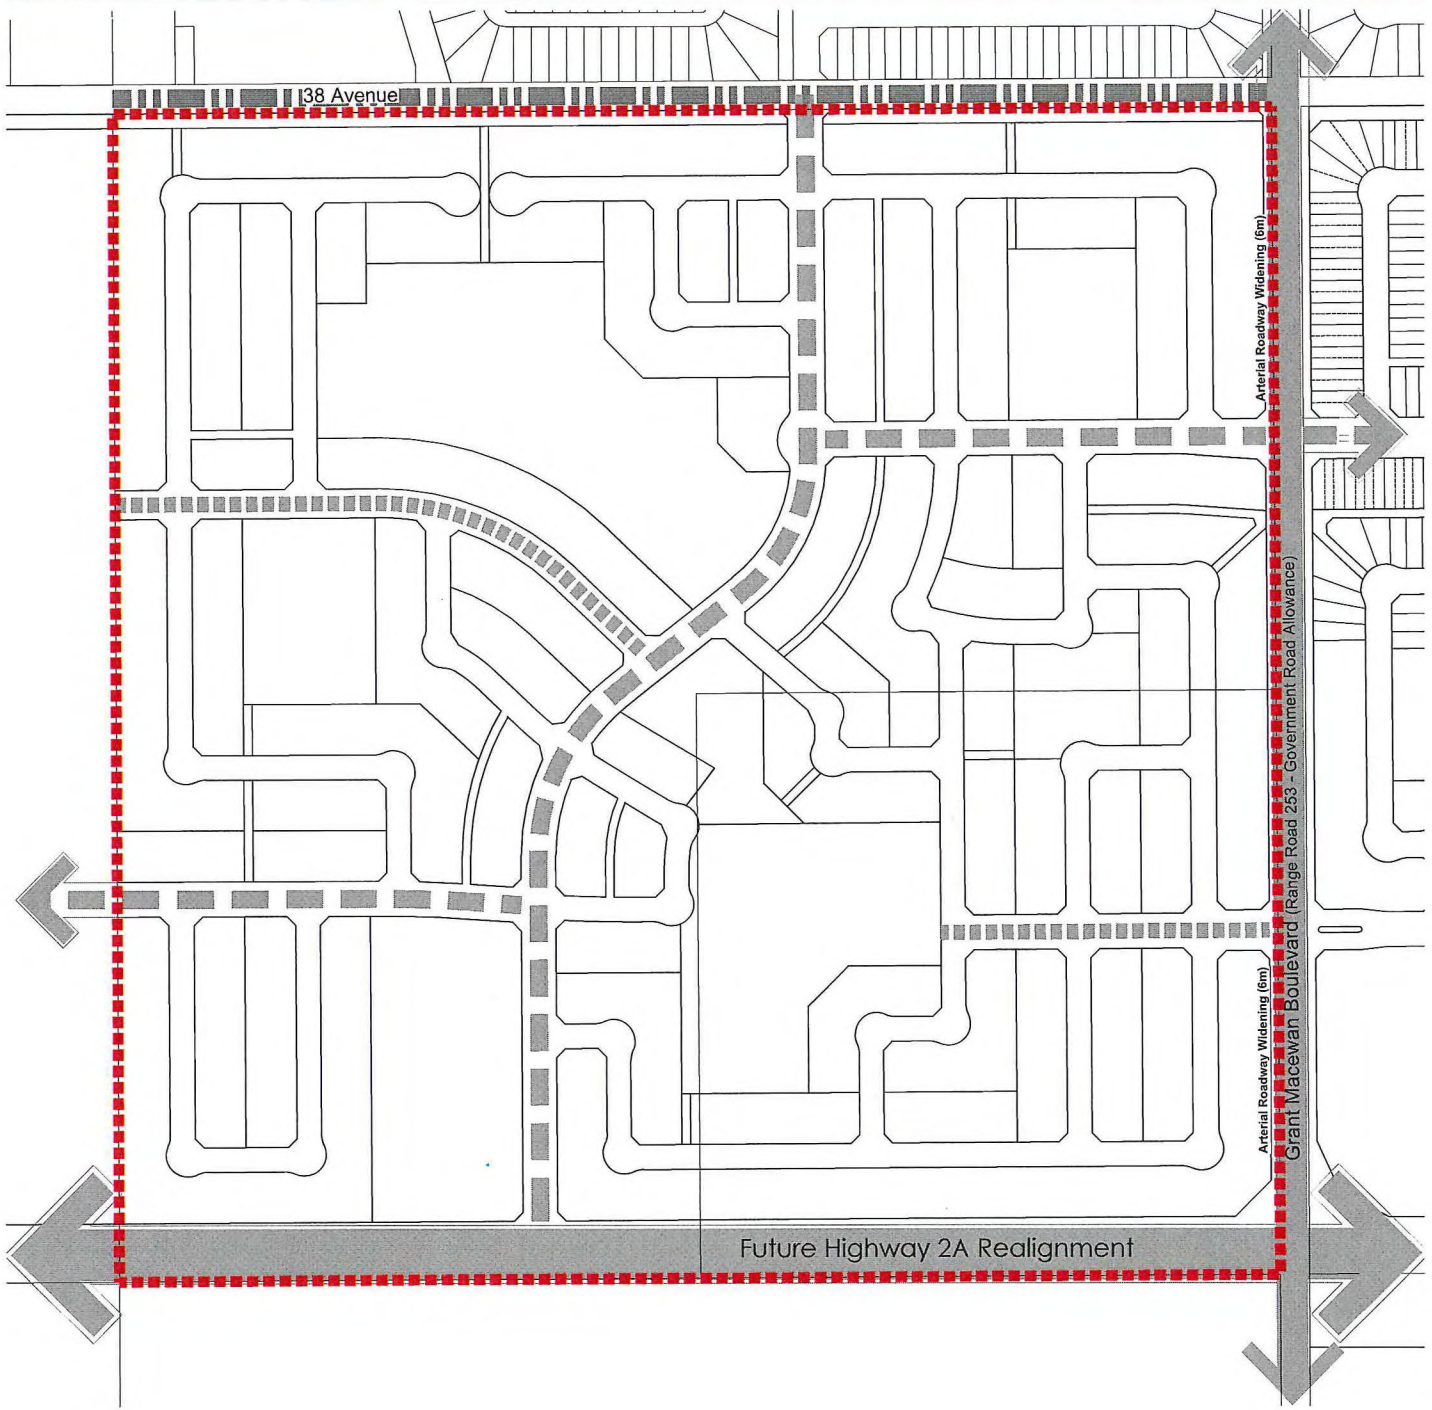 38 Avenue
Arterial Roadway Widening (6m)
Grant Macewan Boulevard (Range Road 253 - Government Road Allowance)
Arterial Roadway Widening (6m)
Future Highway 2A Realignment